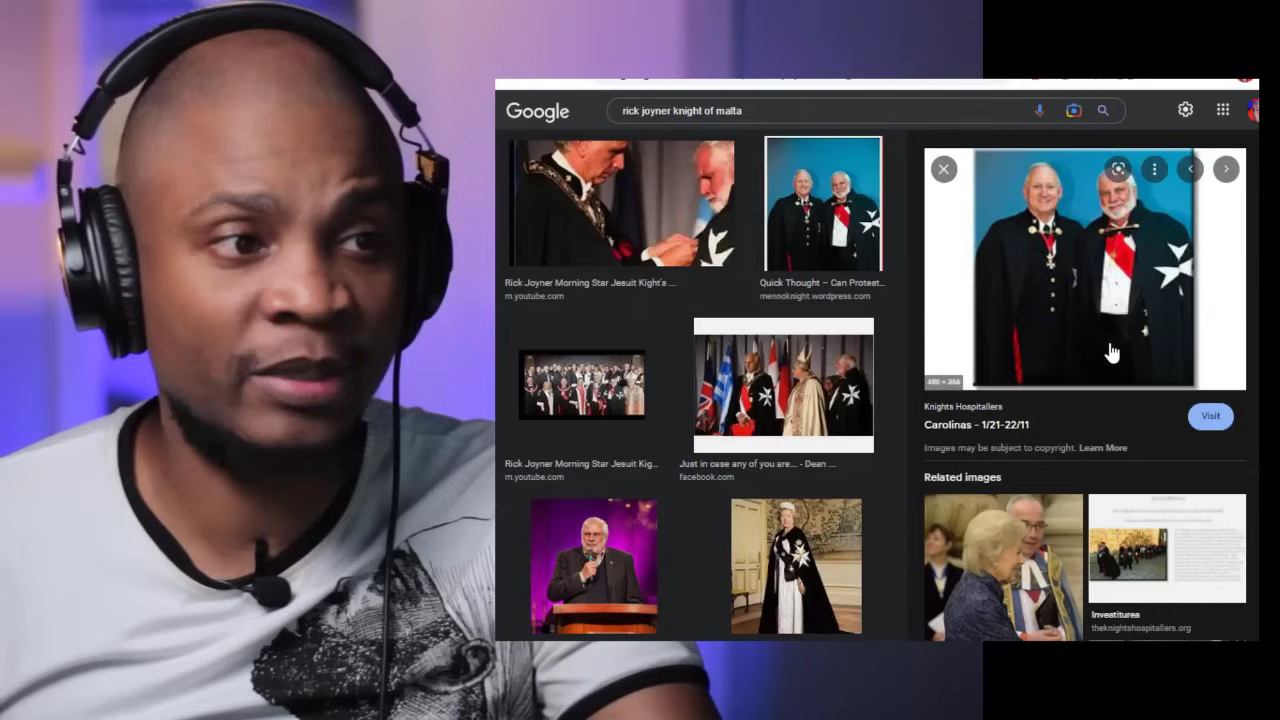 Google
rick joyner knight of malta
Rick Joyner Morning Star Jesuit Kight's ...
m.youtube.com
Quick Thought – Can Protest...
mennoknight.wordpress.com
Rick Joyner Morning Star Jesuit Kig...
m.youtube.com
Just in case any of you are... - Dean ...
facebook.com
486 × 366
Knights Hospitallers
Carolinas - 1/21-22/11
Visit
Images may be subject to copyright. Learn More
Related images
Investitures
theknightshospitallers.org